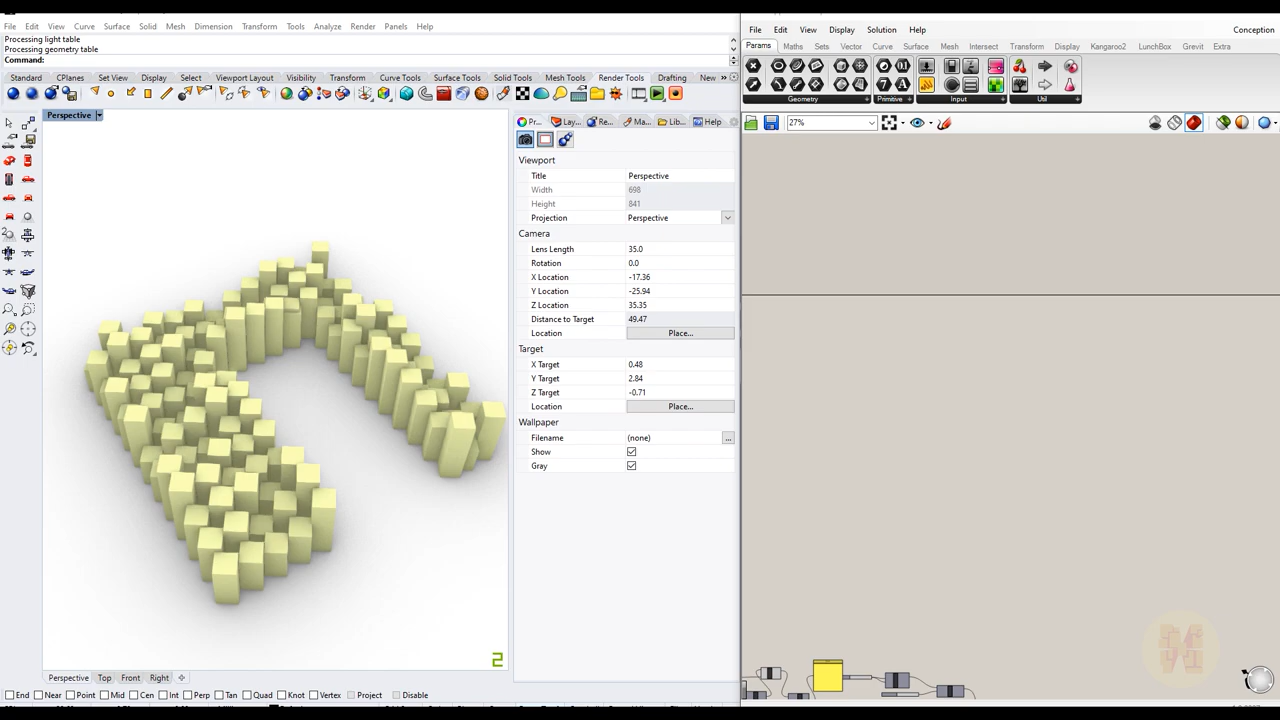 File Edit View Curve Surface Solid Mesh Dimension Transform Tools Analyze Render Panels Help
Processing light table
Processing geometry table
Command:
Standard CPlanes Set View Display Select Viewport Layout Visibility Transform Curve Tools Surface Tools Solid Tools Mesh Tools Render Tools Drafting New »
Perspective
Pr... Lay... Re... Ma... Lib... Help
Viewport
Title Perspective
Width 698
Height 841
Projection Perspective
Camera
Lens Length 35.0
Rotation 0.0
X Location -17.36
Y Location -25.94
Z Location 35.35
Distance to Target 49.47
Location Place...
Target
X Target 0.48
Y Target 2.84
Z Target -0.71
Location Place...
Wallpaper
Filename (none) ...
Show
Gray
2
Perspective Top Front Right
End Near Point Mid Cen Int Perp Tan Quad Knot Vertex Project Disable
File Edit View Display Solution Help Conception
Params Maths Sets Vector Curve Surface Mesh Intersect Transform Display Kangaroo2 LunchBox Grevit Extra
Geometry Primitive Input Util
27%